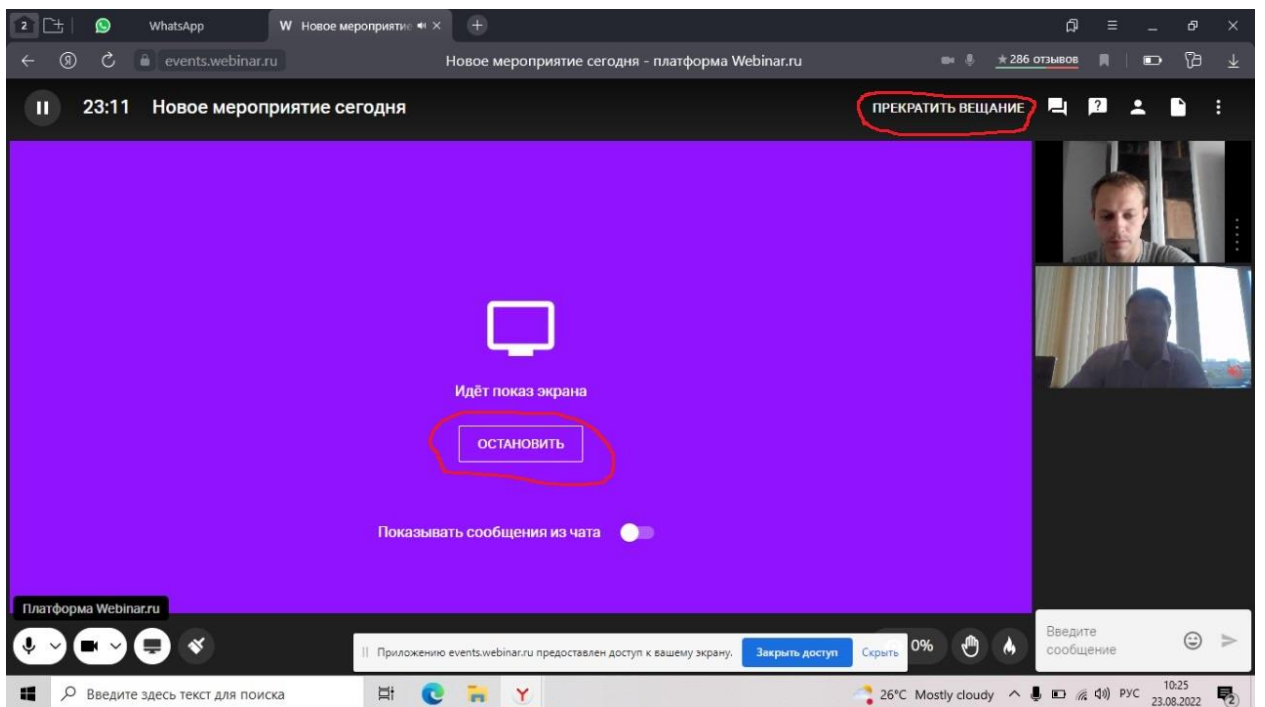 2
WhatsApp
W Новое мероприятие
events.webinar.ru
Новое мероприятие сегодня - платформа Webinar.ru
★ 286 отзывов
23:11 Новое мероприятие сегодня
ПРЕКРАТИТЬ ВЕЩАНИЕ
Идёт показ экрана
ОСТАНОВИТЬ
Показывать сообщения из чата
Платформа Webinar.ru
Приложению events.webinar.ru предоставлен доступ к вашему экрану.
Закрыть доступ
Скрыть
0%
Введите
сообщение
Введите здесь текст для поиска
26°C Mostly cloudy
РУС
10:25
23.08.2022
2